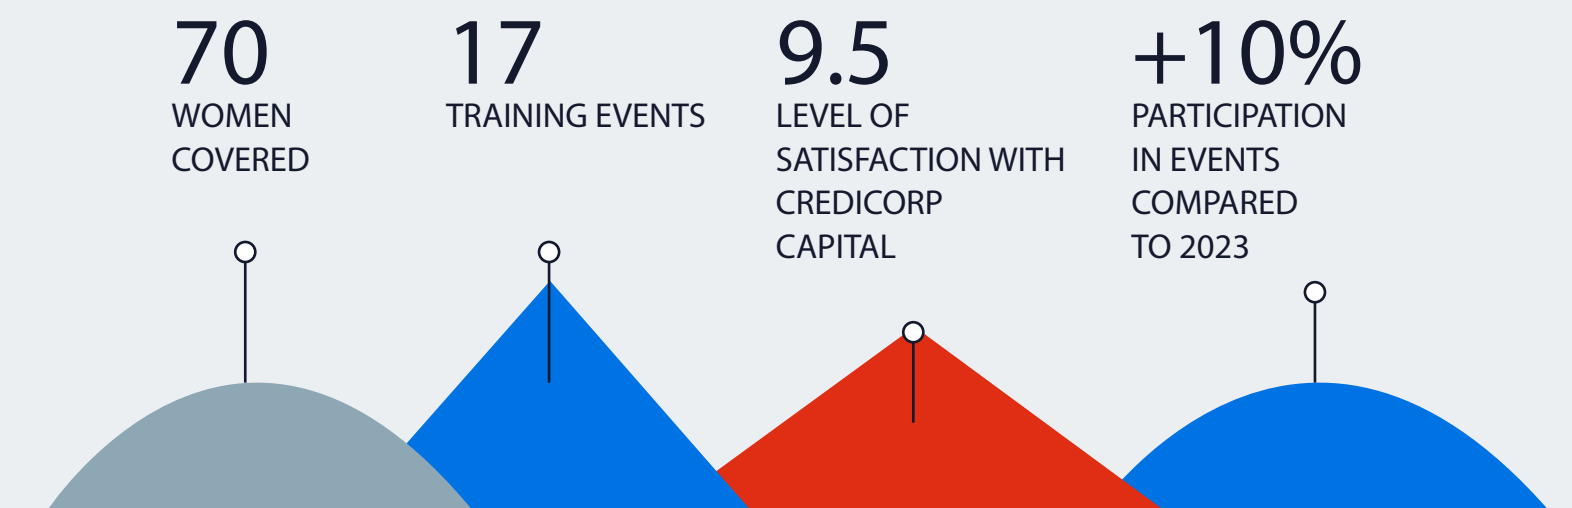 70
WOMEN
COVERED
17
TRAINING EVENTS
9.5
LEVEL OF
SATISFACTION WITH
CREDICORP
CAPITAL
+10%
PARTICIPATION
IN EVENTS
COMPARED
TO 2023